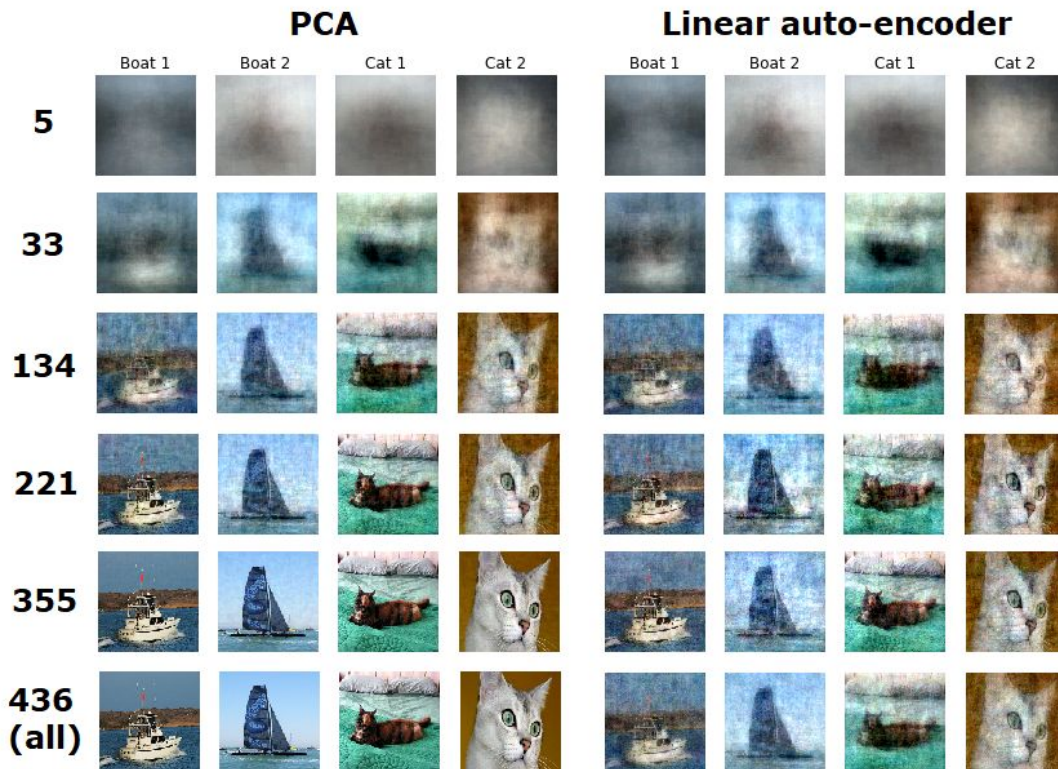 PCA
Linear auto-encoder
Boat 1 Boat 2 Cat 1 Cat 2 Boat 1 Boat 2 Cat 1 Cat 2
5
33
134
221
355
436
(all)